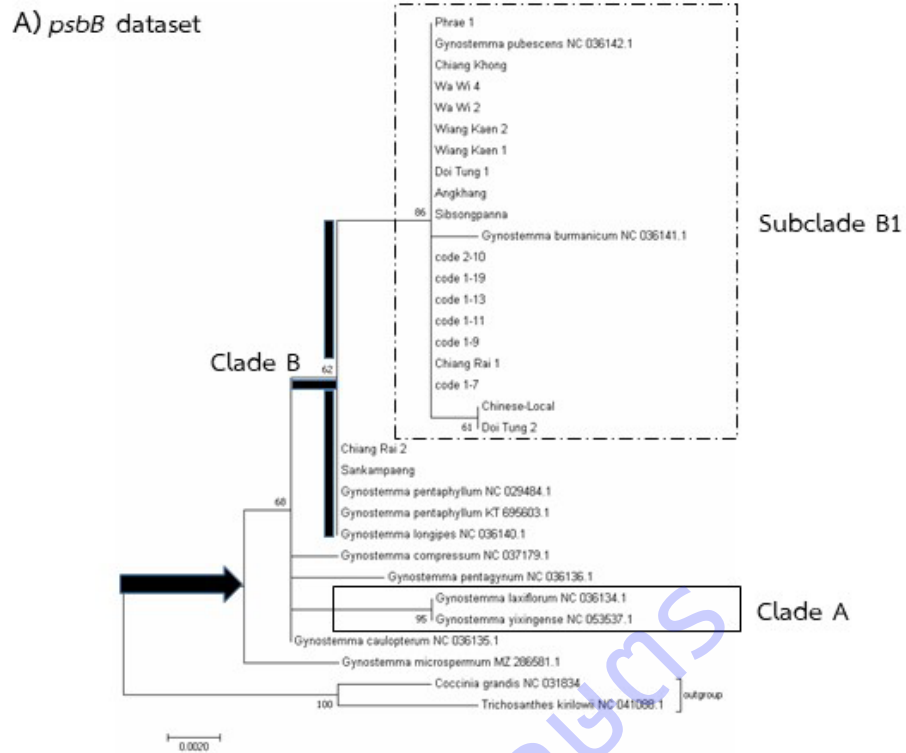 A) psbB dataset
Phrae 1
Gynostemma pubescens NC 036142.1
Chiang Khong
Wa Wi 4
Wa Wi 2
Wiang Kaen 2
Wiang Kaen 1
Doi Tung 1
Angkhang
86
Sibsongpanna
Subclade B1
Gynostemma burmanicum NC 036141.1
code 2-10
code 1-19
code 1-13
code 1-11
code 1-9
Clade B
62
Chiang Rai 1
code 1-7
Chinese-Local
61
Doi Tung 2
Chiang Rai 2
Sankampaeng
Gynostemma pentaphyllum NC 029484.1
68
Gynostemma pentaphyllum KT 695603.1
Gynostemma longipes NC 036140.1
Gynostemma compressum NC 037179.1
Gynostemma pentagynum NC 036136.1
Gynostemma laxiflorum NC 036134.1
Clade A
95
Gynostemma yixingense NC 053537.1
Gynostemma caulopterum NC 036135.1
Gynostemma microspermum MZ 286581.1
Coccinia grandis NC 031834
outgroup
100
Trichosanthes kirilowii NC 041088.1
0.0020